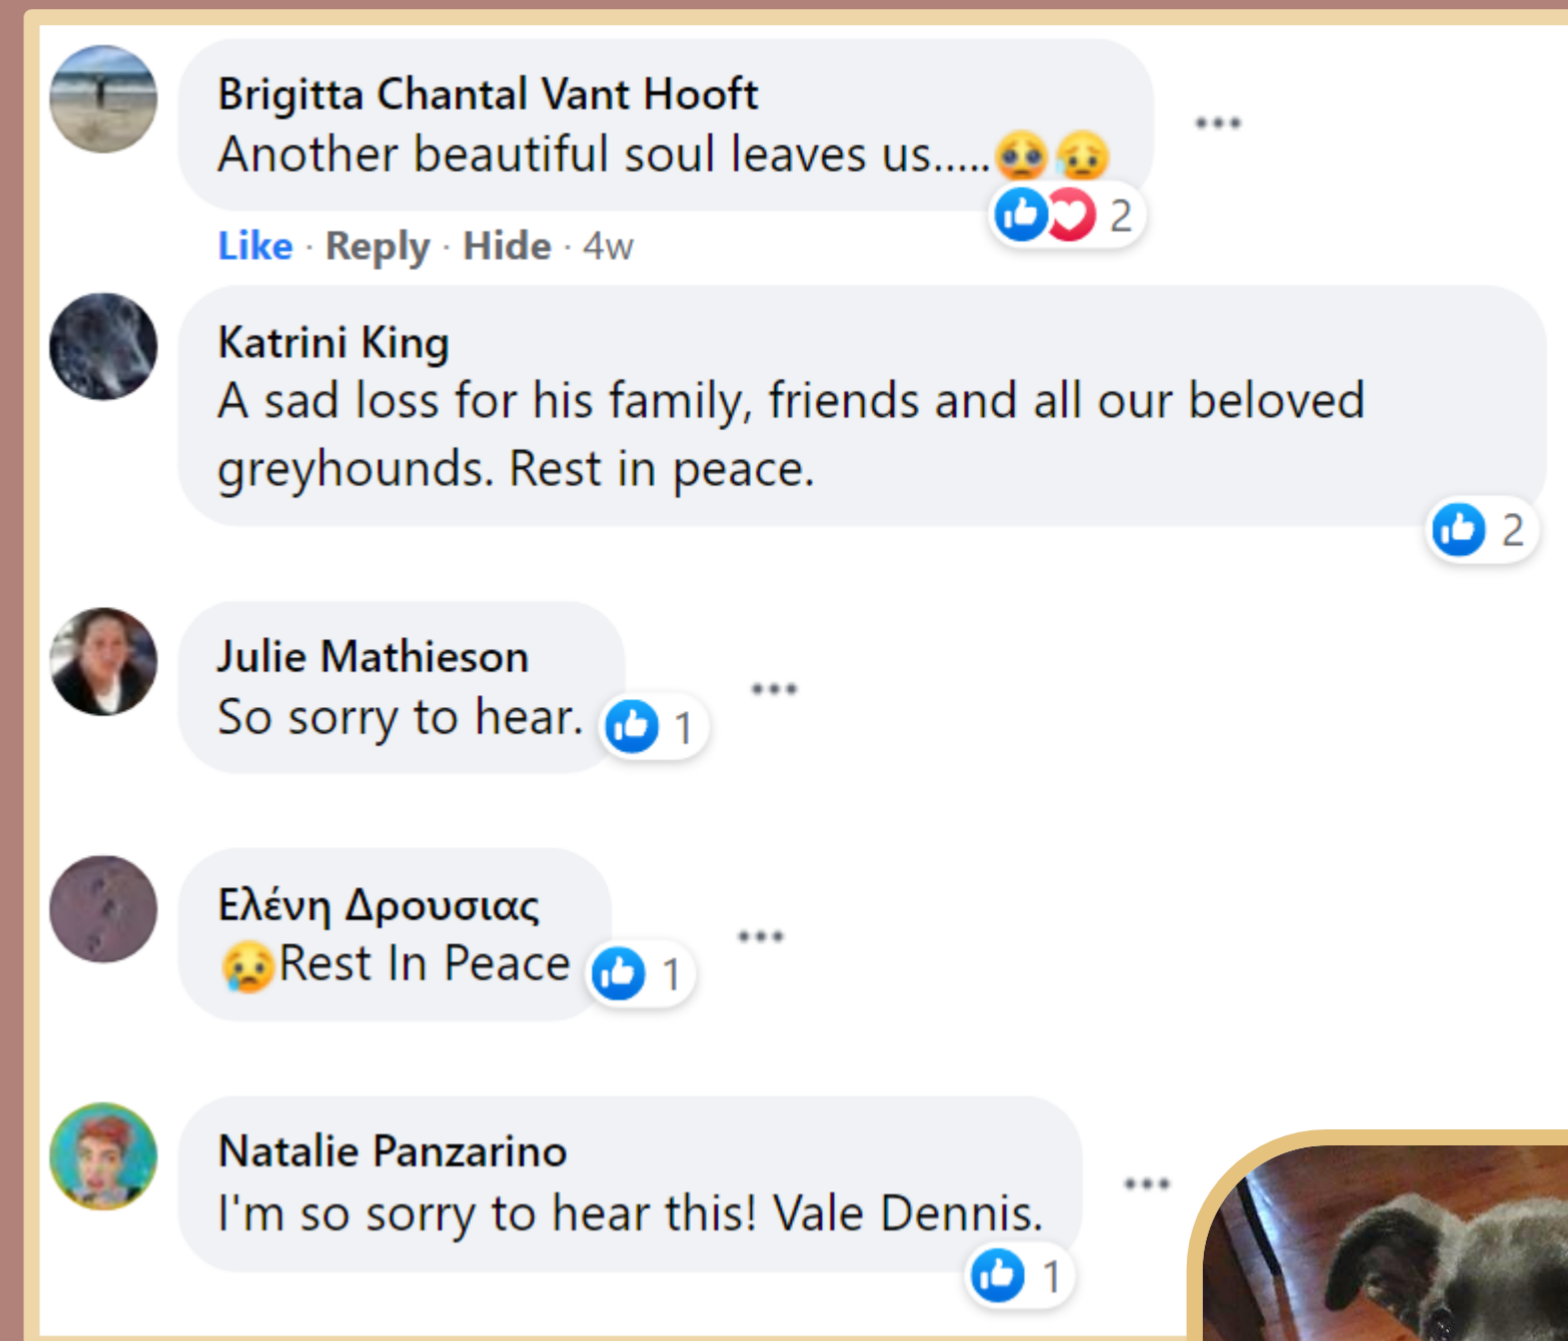 Brigitta Chantal Vant Hooft
Another beautiful soul leaves us.....🥺😥
2
Like · Reply · Hide · 4w
Katrini King
A sad loss for his family, friends and all our beloved
greyhounds. Rest in peace.
2
Julie Mathieson
So sorry to hear.
1
Ελένη Δρουσιας
😥Rest In Peace
1
Natalie Panzarino
I'm so sorry to hear this! Vale Dennis.
1